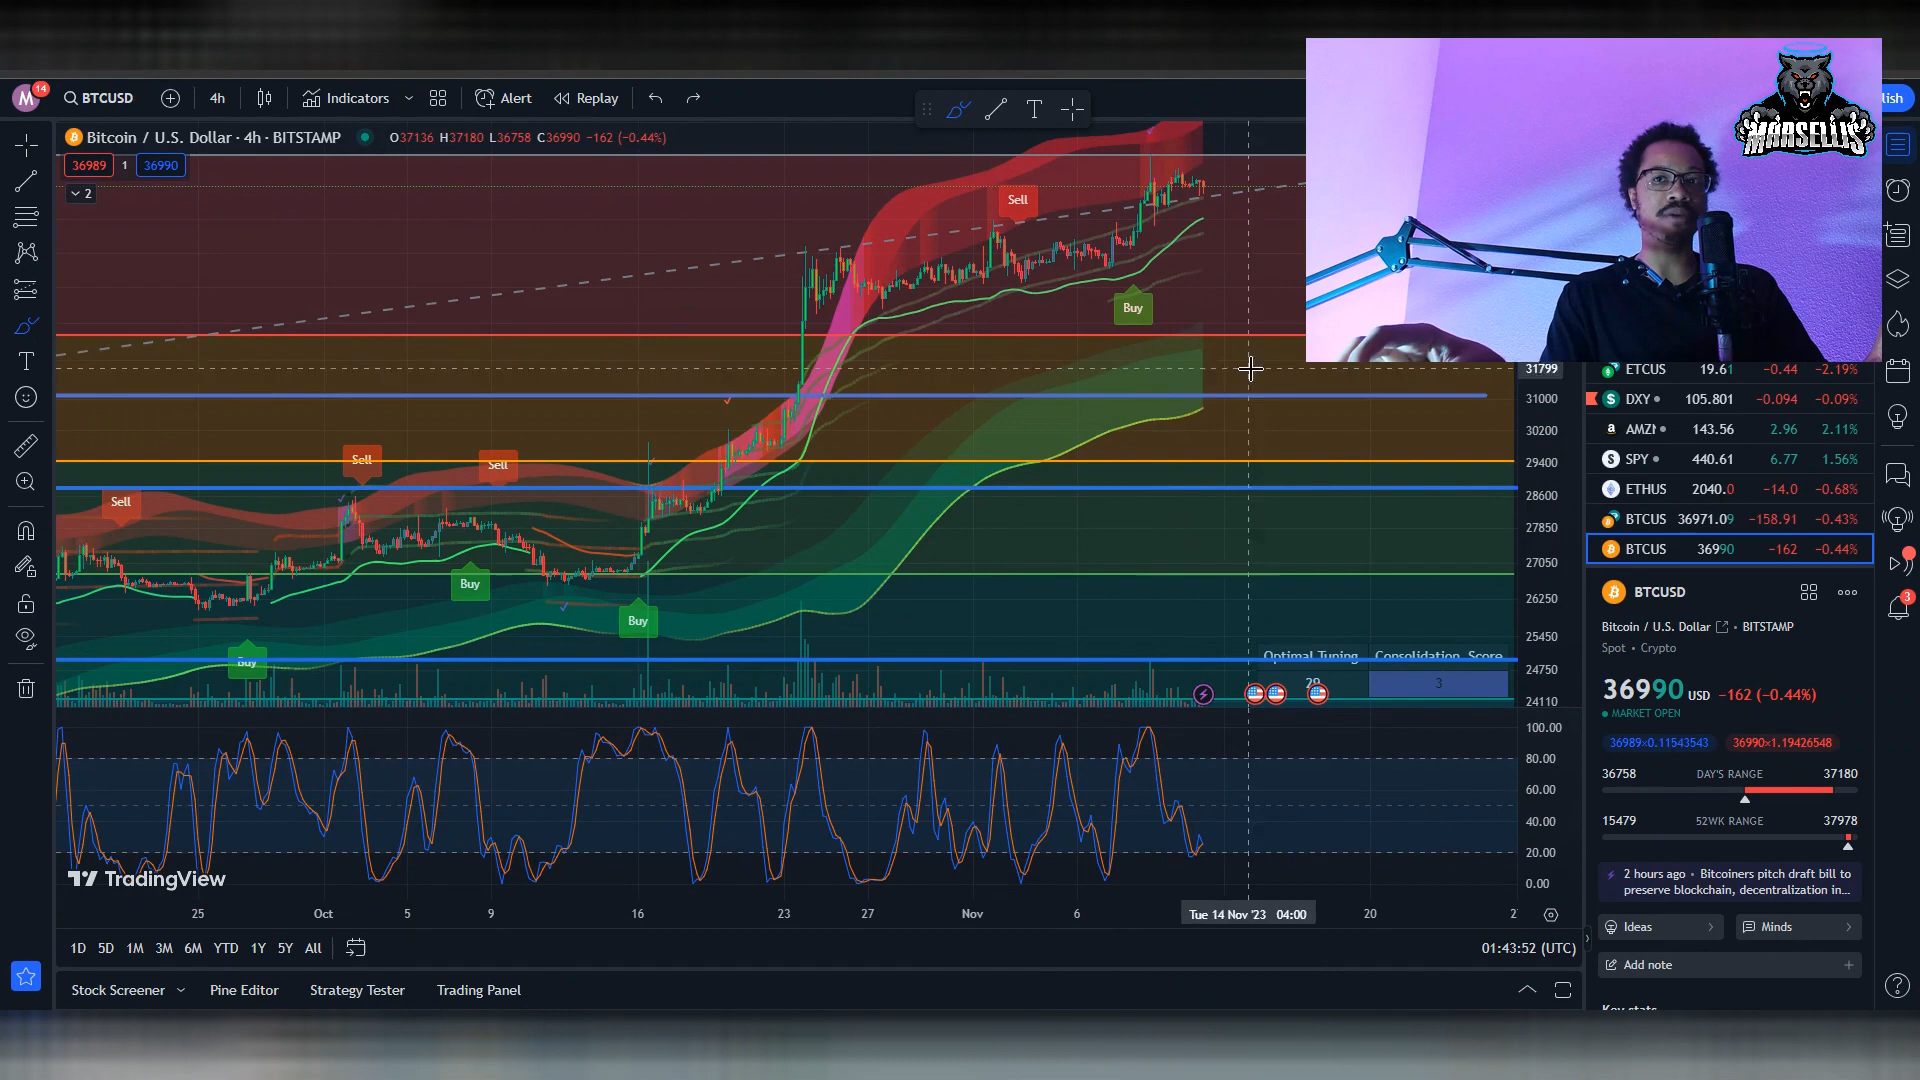 MARSELLIS
M 14 BTCUSD 4h Indicators Alert Replay lish
Bitcoin / U.S. Dollar · 4h · BITSTAMP O37136 H37180 L36758 C36990 −162 (−0.44%)
36989 1 36990
2
Sell
Sell
Sell
Sell
Buy
Buy
Buy
Buy
31799
31000
30200
29400
28600
27850
27050
26250
25450
24750
24110
Optimal Tuning Consolidation Score
29 3
100.00
80.00
60.00
40.00
20.00
0.00
TradingView
25 Oct 5 9 16 23 27 Nov 6 Tue 14 Nov '23 04:00 20 2
1D 5D 1M 3M 6M YTD 1Y 5Y All 01:43:52 (UTC)
Stock Screener Pine Editor Strategy Tester Trading Panel
ETCUS 19.61 −0.44 −2.19%
DXY 105.801 −0.094 −0.09%
AMZN 143.56 2.96 2.11%
SPY 440.61 6.77 1.56%
ETHUS 2040.0 −14.0 −0.68%
BTCUS 36971.09 −158.91 −0.43%
BTCUS 36990 −162 −0.44%
BTCUSD
Bitcoin / U.S. Dollar • BITSTAMP
Spot • Crypto
36990 USD −162 (−0.44%)
MARKET OPEN
36989×0.11543543 36990×1.19426548
36758 DAY'S RANGE 37180
15479 52WK RANGE 37978
2 hours ago • Bitcoiners pitch draft bill to
preserve blockchain, decentralization in...
Ideas Minds
Add note
Key stats
3